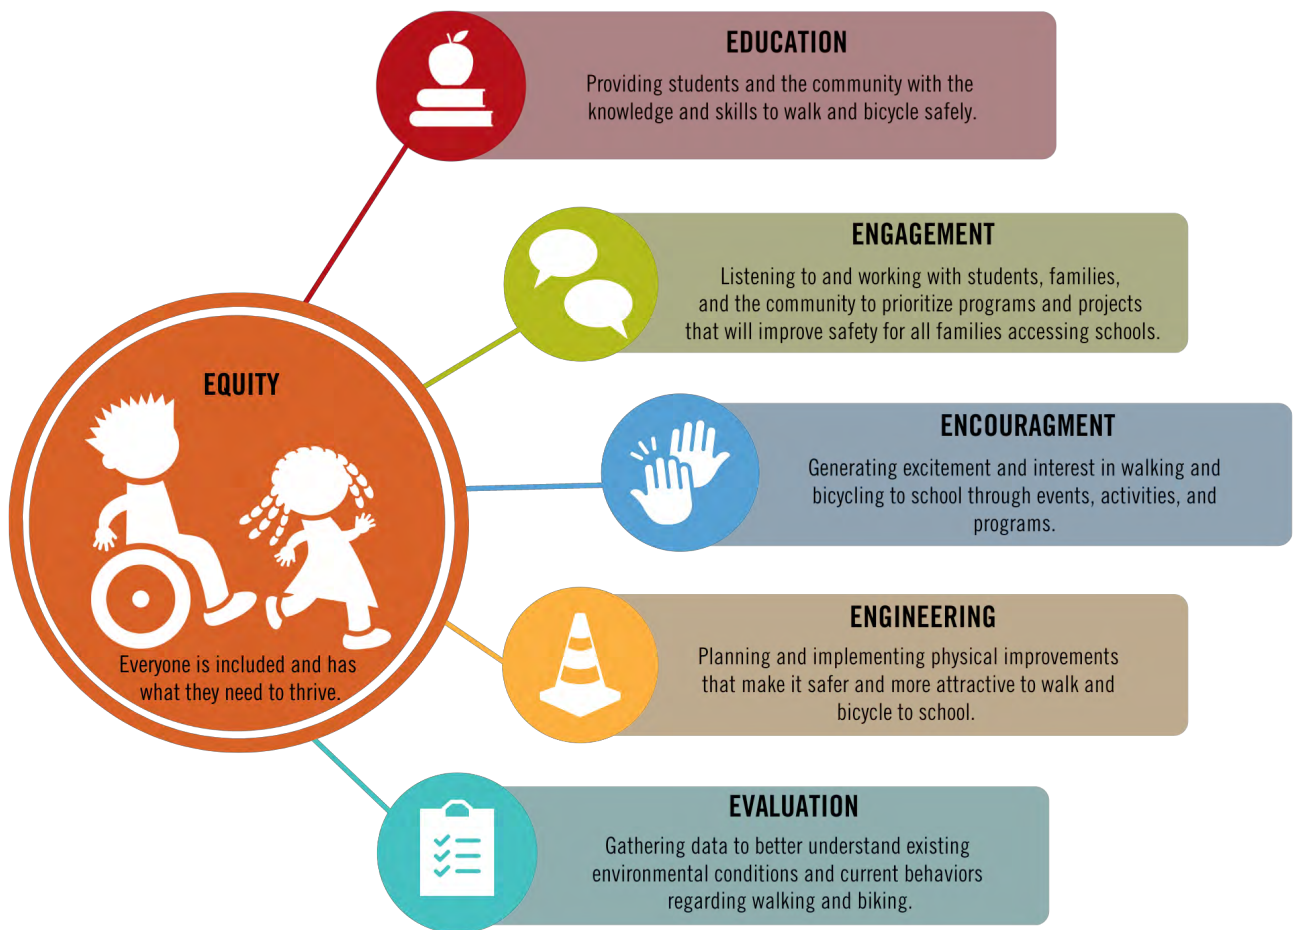 EDUCATION
Providing students and the community with the
knowledge and skills to walk and bicycle safely.
ENGAGEMENT
Listening to and working with students, families,
and the community to prioritize programs and projects
that will improve safety for all families accessing schools.
EQUITY
Everyone is included and has
what they need to thrive.
ENCOURAGMENT
Generating excitement and interest in walking and
bicycling to school through events, activities, and
programs.
ENGINEERING
Planning and implementing physical improvements
that make it safer and more attractive to walk and
bicycle to school.
EVALUATION
Gathering data to better understand existing
environmental conditions and current behaviors
regarding walking and biking.